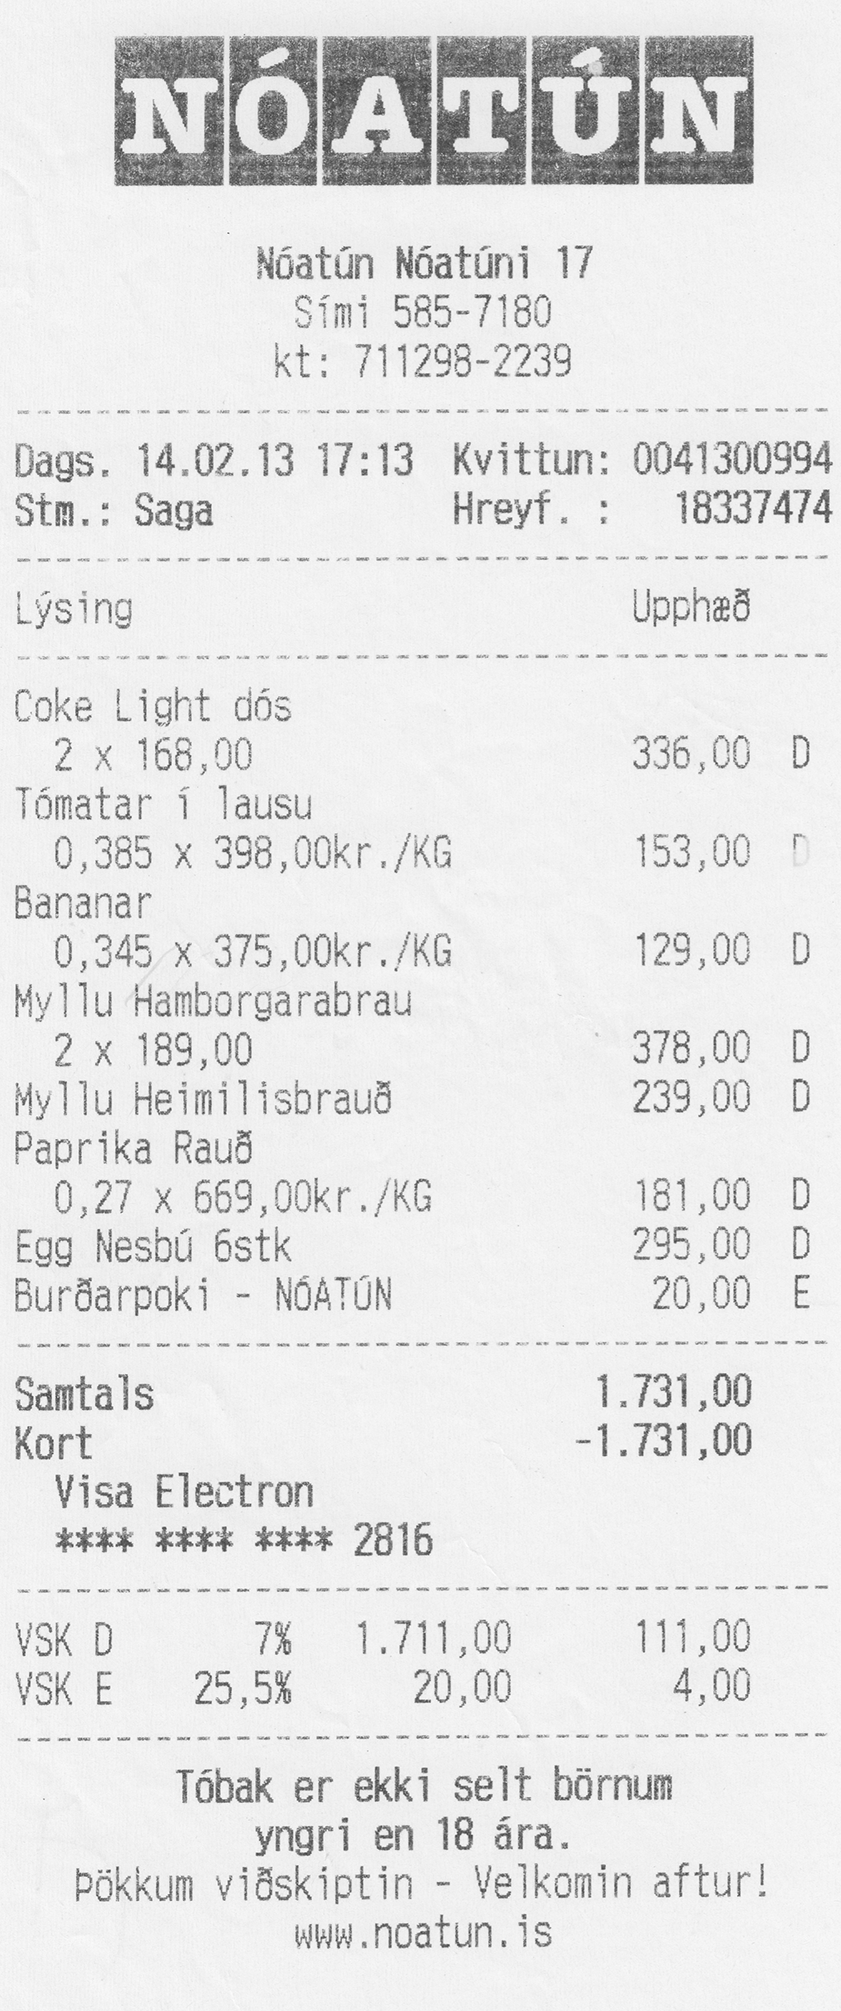 NÓATÚN
Nóatún Nóatúni 17
Sími 585-7180
kt: 711298-2239
Dags. 14.02.13 17:13 Kvittun: 0041300994
Stm.: Saga Hreyf. : 18337474
Lýsing Upphæð
Coke Light dós
2 x 168,00 336,00 D
Tómatar í lausu
0,385 x 398,00kr./KG 153,00 D
Bananar
0,345 x 375,00kr./KG 129,00 D
Myllu Hamborgarabrau
2 x 189,00 378,00 D
Myllu Heimilisbrauð 239,00 D
Paprika Rauð
0,27 x 669,00kr./KG 181,00 D
Egg Nesbú 6stk 295,00 D
Burðarpoki - NÓATÚN 20,00 E
Samtals 1.731,00
Kort -1.731,00
Visa Electron
**** **** **** 2816
VSK D 7% 1.711,00 111,00
VSK E 25,5% 20,00 4,00
Tóbak er ekki selt börnum
yngri en 18 ára.
Þökkum viðskiptin - Velkomin aftur!
www.noatun.is